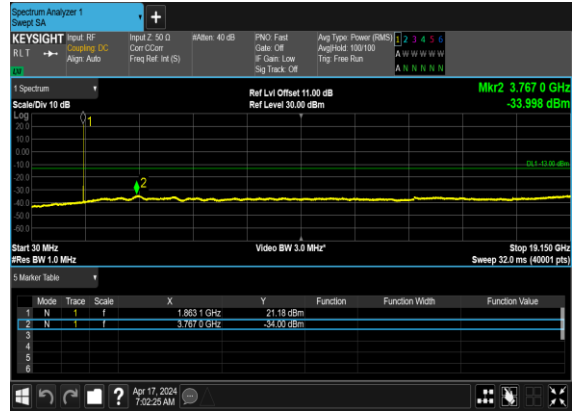 Spectrum Analyzer 1
Swept SA
+
KEYSIGHT Input: RF Input Z: 50 Ω #Atten: 40 dB PNO: Fast Avg Type: Power (RMS) 1 2 3 4 5 6
RLT Coupling: DC Corr CCorr Gate: Off Avg|Hold: 100/100 A W W W W W
Align: Auto Freq Ref: Int (S) IF Gain: Low Trig: Free Run
Sig Track: Off A N N N N N
1 Spectrum Ref Lvl Offset 11.00 dB Mkr2 3.767 0 GHz
Scale/Div 10 dB Ref Level 30.00 dBm -33.998 dBm
Log
1
20.0
10.0
0.00
-10.0
DL1 -13.00 dBm
-20.0
2
-30.0
-40.0
-50.0
-60.0
Start 30 MHz Video BW 3.0 MHz* Stop 19.150 GHz
#Res BW 1.0 MHz Sweep 32.0 ms (40001 pts)
5 Marker Table
Mode Trace Scale X Y Function Function Width Function Value
1 N 1 f 1.863 1 GHz 21.18 dBm
2 N 1 f 3.767 0 GHz -34.00 dBm
3
4
5
6
? Apr 17, 2024
7:02:25 AM